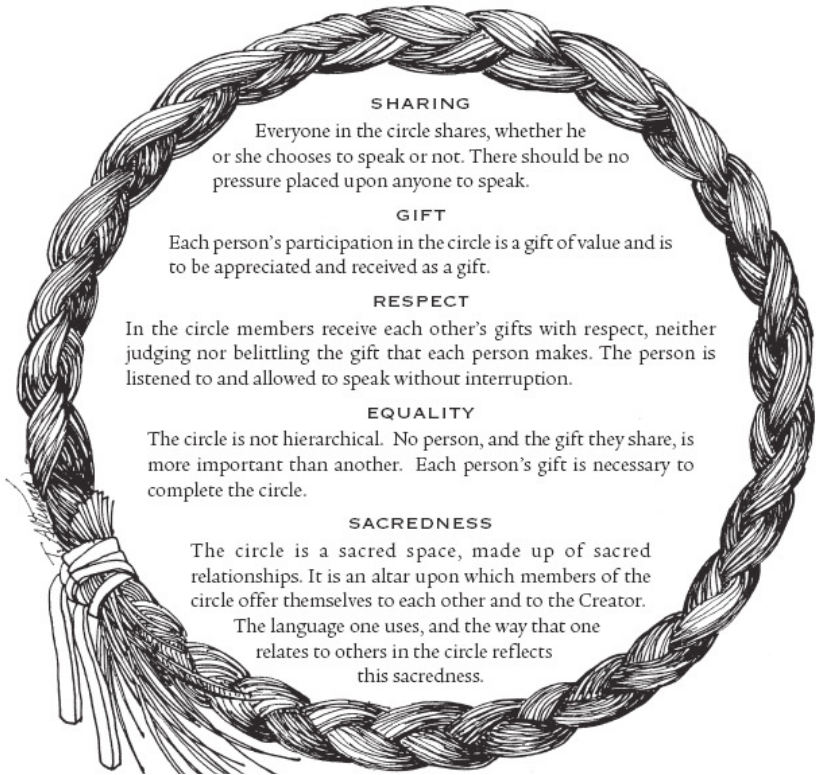 SHARING
Everyone in the circle shares, whether he
or she chooses to speak or not. There should be no
pressure placed upon anyone to speak.
GIFT
Each person's participation in the circle is a gift of value and is
to be appreciated and received as a gift.
RESPECT
In the circle members receive each other's gifts with respect, neither
judging nor belittling the gift that each person makes. The person is
listened to and allowed to speak without interruption.
EQUALITY
The circle is not hierarchical. No person, and the gift they share, is
more important than another. Each person's gift is necessary to
complete the circle.
SACREDNESS
The circle is a sacred space, made up of sacred
relationships. It is an altar upon which members of the
circle offer themselves to each other and to the Creator.
The language one uses, and the way that one
relates to others in the circle reflects
this sacredness.